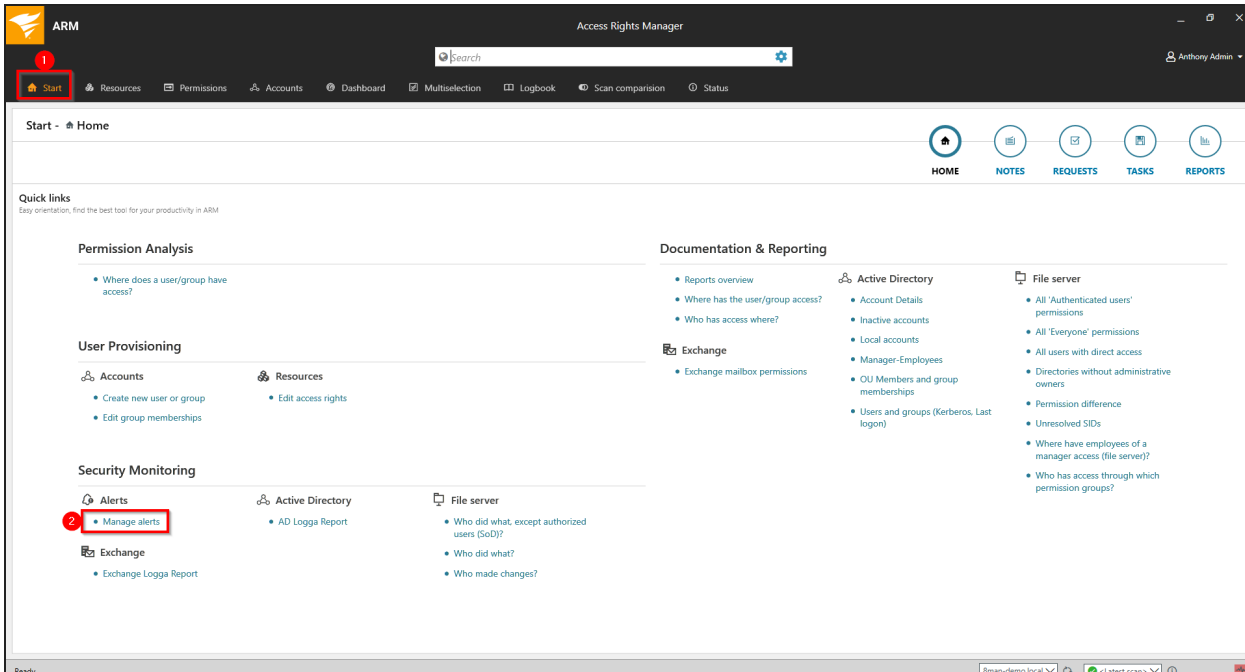 ARM
Access Rights Manager
Search
Anthony Admin
1
Start
Resources
Permissions
Accounts
Dashboard
Multiselection
Logbook
Scan comparision
Status
Start - Home
HOME
NOTES
REQUESTS
TASKS
REPORTS
Quick links
Easy orientation, find the best tool for your productivity in ARM
Permission Analysis
Where does a user/group have
access?
User Provisioning
Accounts
Create new user or group
Edit group memberships
Resources
Edit access rights
Security Monitoring
Alerts
2
Manage alerts
Exchange
Exchange Logga Report
Active Directory
AD Logga Report
File server
Who did what, except authorized
users (SoD)?
Who did what?
Who made changes?
Documentation & Reporting
Reports overview
Where has the user/group access?
Who has access where?
Exchange
Exchange mailbox permissions
Active Directory
Account Details
Inactive accounts
Local accounts
Manager-Employees
OU Members and group
memberships
Users and groups (Kerberos, Last
logon)
File server
All 'Authenticated users'
permissions
All 'Everyone' permissions
All users with direct access
Directories without administrative
owners
Permission difference
Unresolved SIDs
Where have employees of a
manager access (file server)?
Who has access through which
permission groups?
Ready
8man-demo.local
<Latest scan>